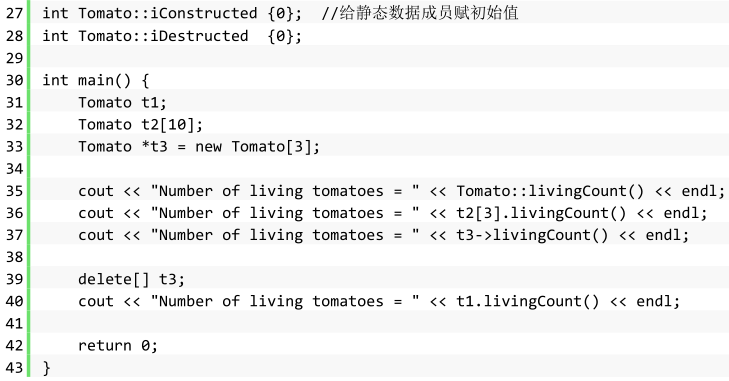 27 int Tomato::iConstructed {0};  //给静态数据成员赋初始值
28 int Tomato::iDestructed  {0};
29
30 int main() {
31     Tomato t1;
32     Tomato t2[10];
33     Tomato *t3 = new Tomato[3];
34
35     cout << "Number of living tomatoes = " << Tomato::livingCount() << endl;
36     cout << "Number of living tomatoes = " << t2[3].livingCount() << endl;
37     cout << "Number of living tomatoes = " << t3->livingCount() << endl;
38
39     delete[] t3;
40     cout << "Number of living tomatoes = " << t1.livingCount() << endl;
41
42     return 0;
43 }